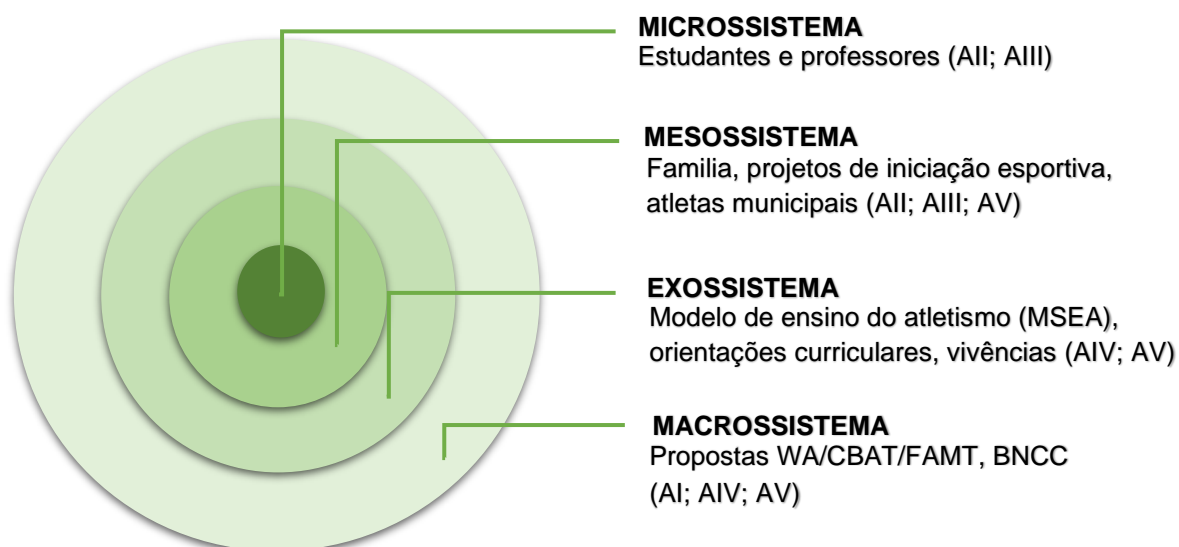 MICROSSISTEMA
Estudantes e professores (AII; AIII)
MESOSSISTEMA
Familia, projetos de iniciação esportiva,
atletas municipais (AII; AIII; AV)
EXOSSISTEMA
Modelo de ensino do atletismo (MSEA),
orientações curriculares, vivências (AIV; AV)
MACROSSISTEMA
Propostas WA/CBAT/FAMT, BNCC
(AI; AIV; AV)